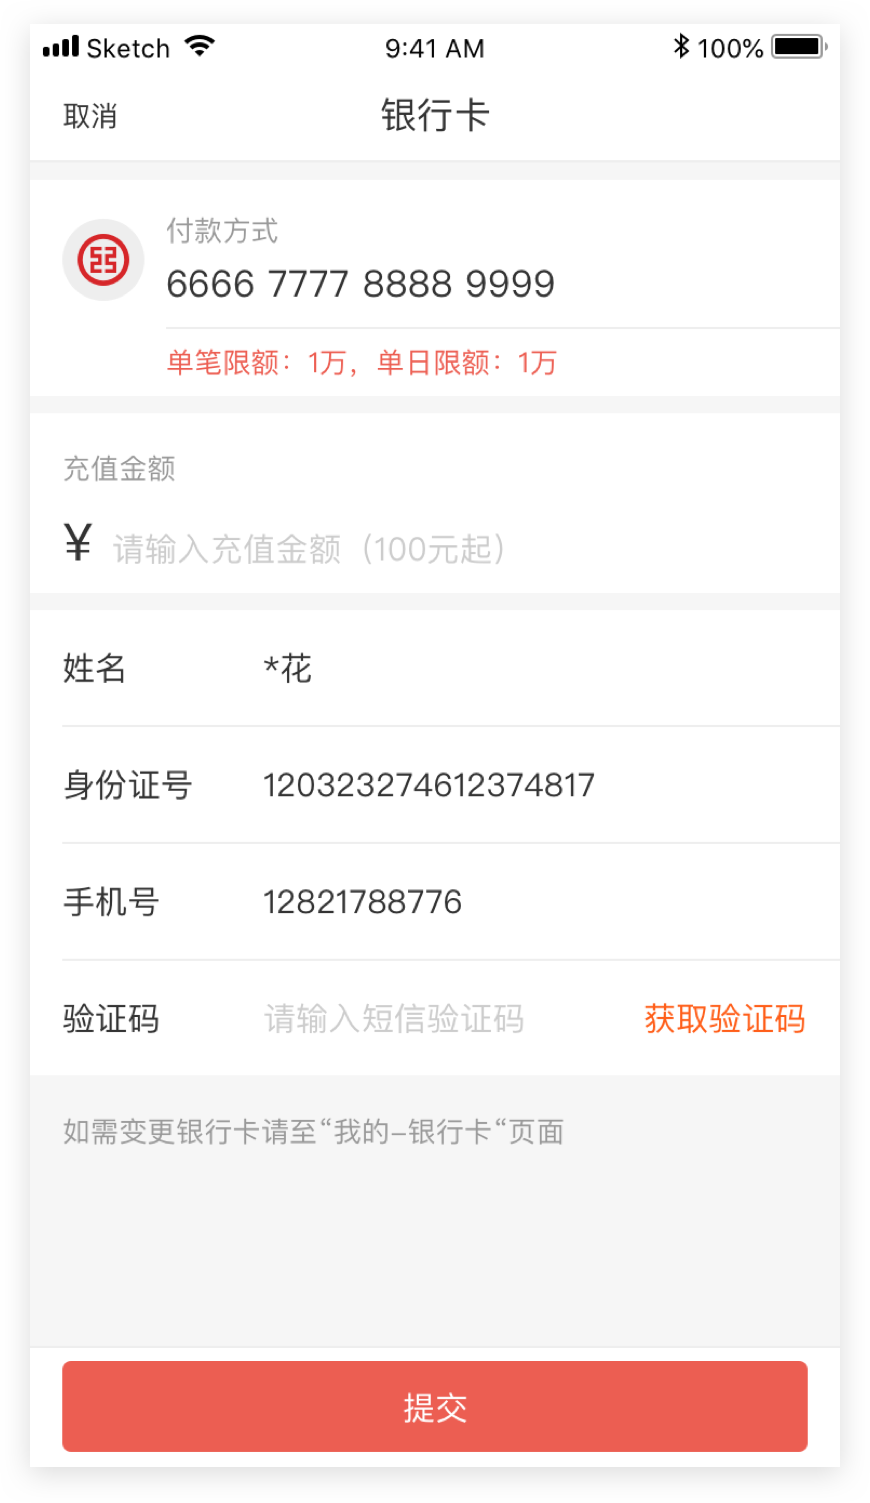 Sketch 9:41 AM 100%
取消 银行卡
付款方式
6666 7777 8888 9999
单笔限额：1万，单日限额：1万
充值金额
¥ 请输入充值金额（100元起）
姓名 *花
身份证号 120323274612374817
手机号 12821788776
验证码 请输入短信验证码 获取验证码
如需变更银行卡请至“我的-银行卡“页面
提交